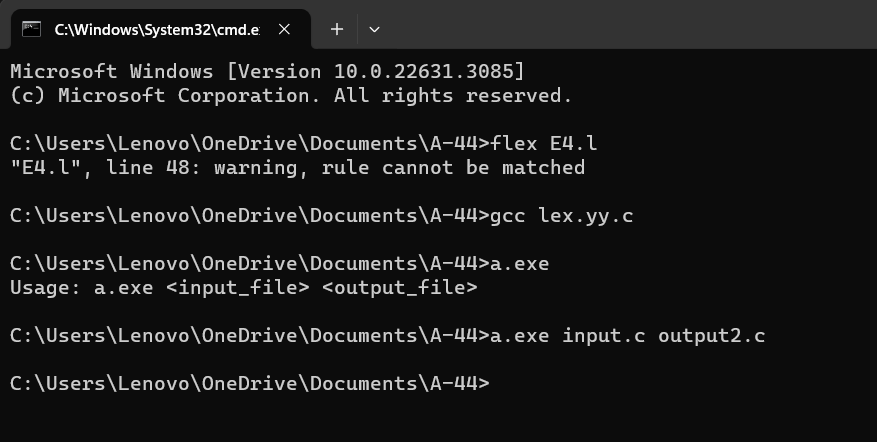 C:\Windows\System32\cmd.e
Microsoft Windows [Version 10.0.22631.3085]
(c) Microsoft Corporation. All rights reserved.
C:\Users\Lenovo\OneDrive\Documents\A-44>flex E4.l
"E4.l", line 48: warning, rule cannot be matched
C:\Users\Lenovo\OneDrive\Documents\A-44>gcc lex.yy.c
C:\Users\Lenovo\OneDrive\Documents\A-44>a.exe
Usage: a.exe <input_file> <output_file>
C:\Users\Lenovo\OneDrive\Documents\A-44>a.exe input.c output2.c
C:\Users\Lenovo\OneDrive\Documents\A-44>